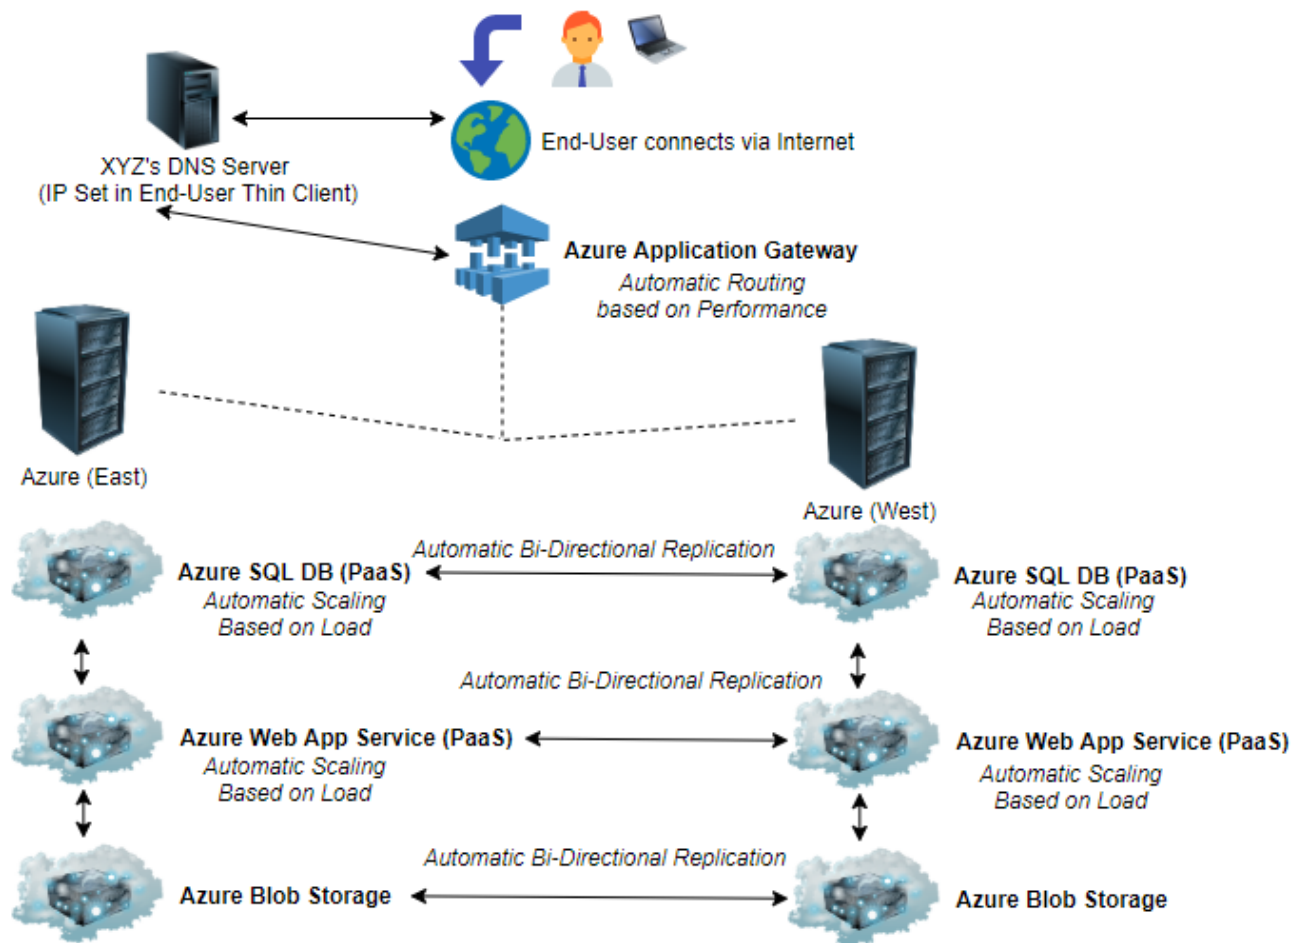 End-User connects via Internet
XYZ's DNS Server
(IP Set in End-User Thin Client)
Azure Application Gateway
Automatic Routing
based on Performance
Azure (East)
Azure (West)
Automatic Bi-Directional Replication
Azure SQL DB (PaaS)
Automatic Scaling
Based on Load
Azure SQL DB (PaaS)
Automatic Scaling
Based on Load
Automatic Bi-Directional Replication
Azure Web App Service (PaaS)
Automatic Scaling
Based on Load
Azure Web App Service (PaaS)
Automatic Scaling
Based on Load
Automatic Bi-Directional Replication
Azure Blob Storage
Azure Blob Storage